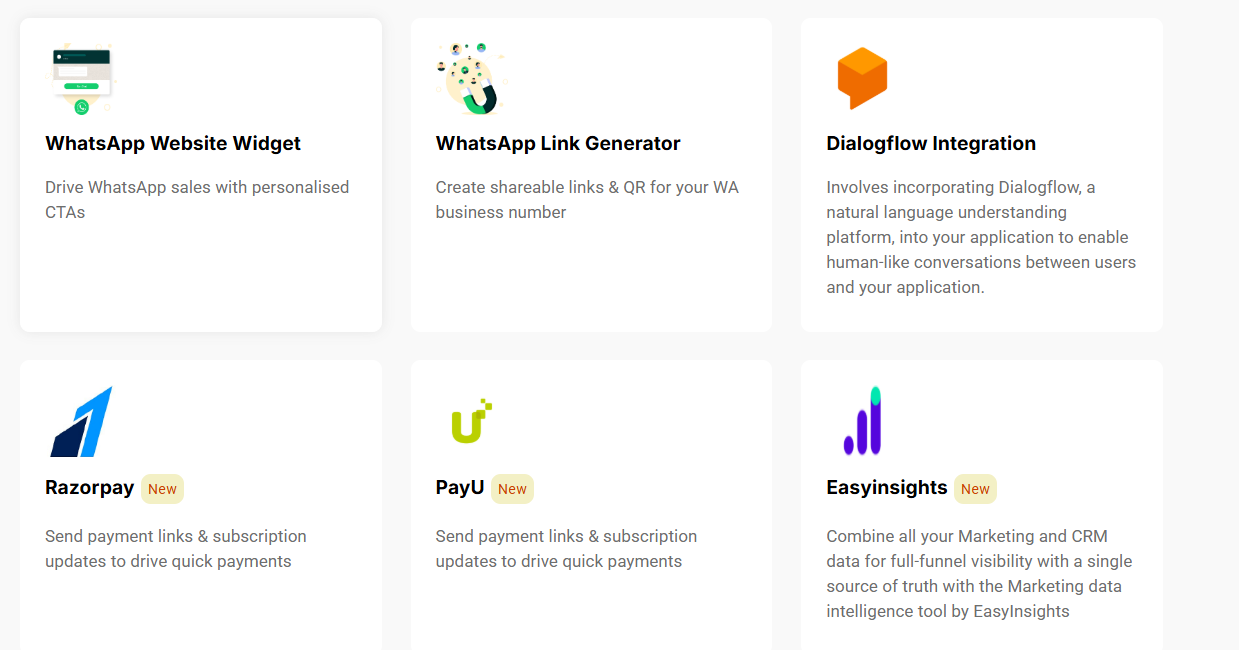 WhatsApp Website Widget
Drive WhatsApp sales with personalised
CTAs
WhatsApp Link Generator
Create shareable links & QR for your WA
business number
Dialogflow Integration
Involves incorporating Dialogflow, a
natural language understanding
platform, into your application to enable
human-like conversations between users
and your application.
Razorpay New
Send payment links & subscription
updates to drive quick payments
PayU New
Send payment links & subscription
updates to drive quick payments
Easyinsights New
Combine all your Marketing and CRM
data for full-funnel visibility with a single
source of truth with the Marketing data
intelligence tool by EasyInsights